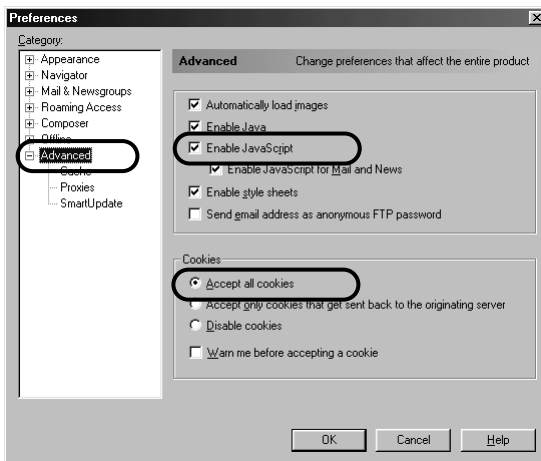 Preferences
Category:
Appearance
Navigator
Mail & Newsgroups
Roaming Access
Composer
Offline
Advanced
Cache
Proxies
SmartUpdate
Advanced Change preferences that affect the entire product
Automatically load images
Enable Java
Enable JavaScript
Enable JavaScript for Mail and News
Enable style sheets
Send email address as anonymous FTP password
Cookies
Accept all cookies
Accept only cookies that get sent back to the originating server
Disable cookies
Warn me before accepting a cookie
OK Cancel Help